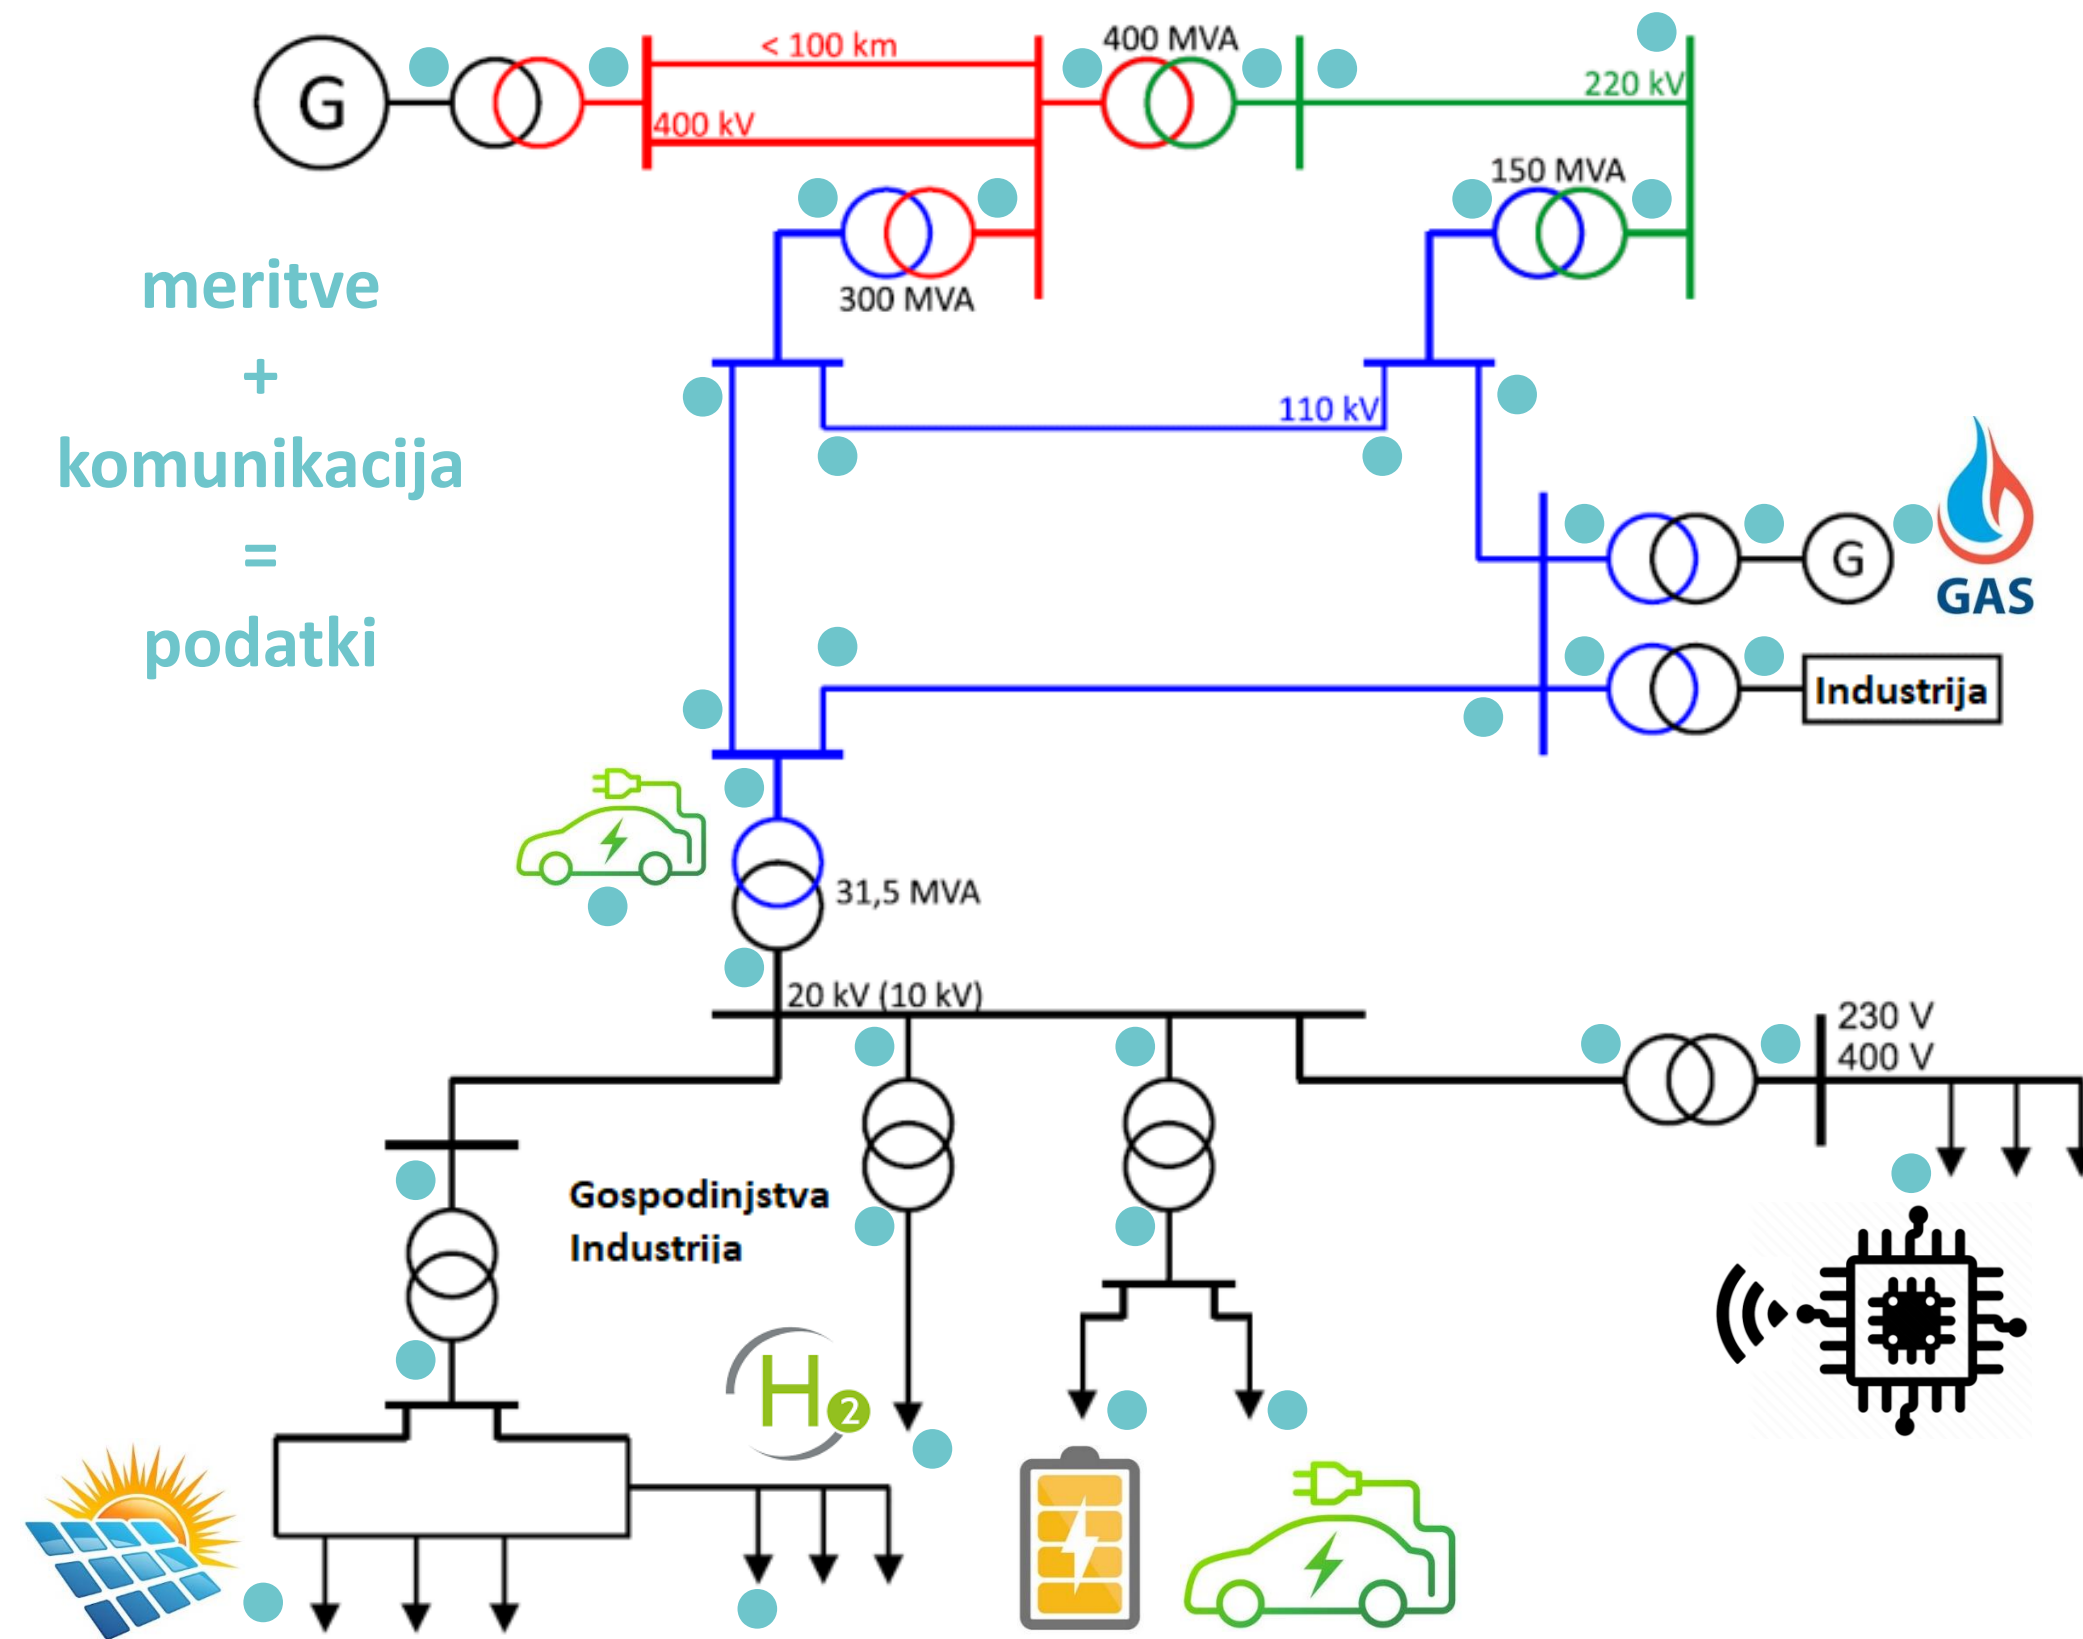 G
< 100 km
400 kV
400 MVA
220 kV
150 MVA
300 MVA
meritve
+
komunikacija
=
podatki
110 kV
G
GAS
Industrija
31,5 MVA
20 kV (10 kV)
230 V
400 V
Gospodinjstva
Industrija
H2